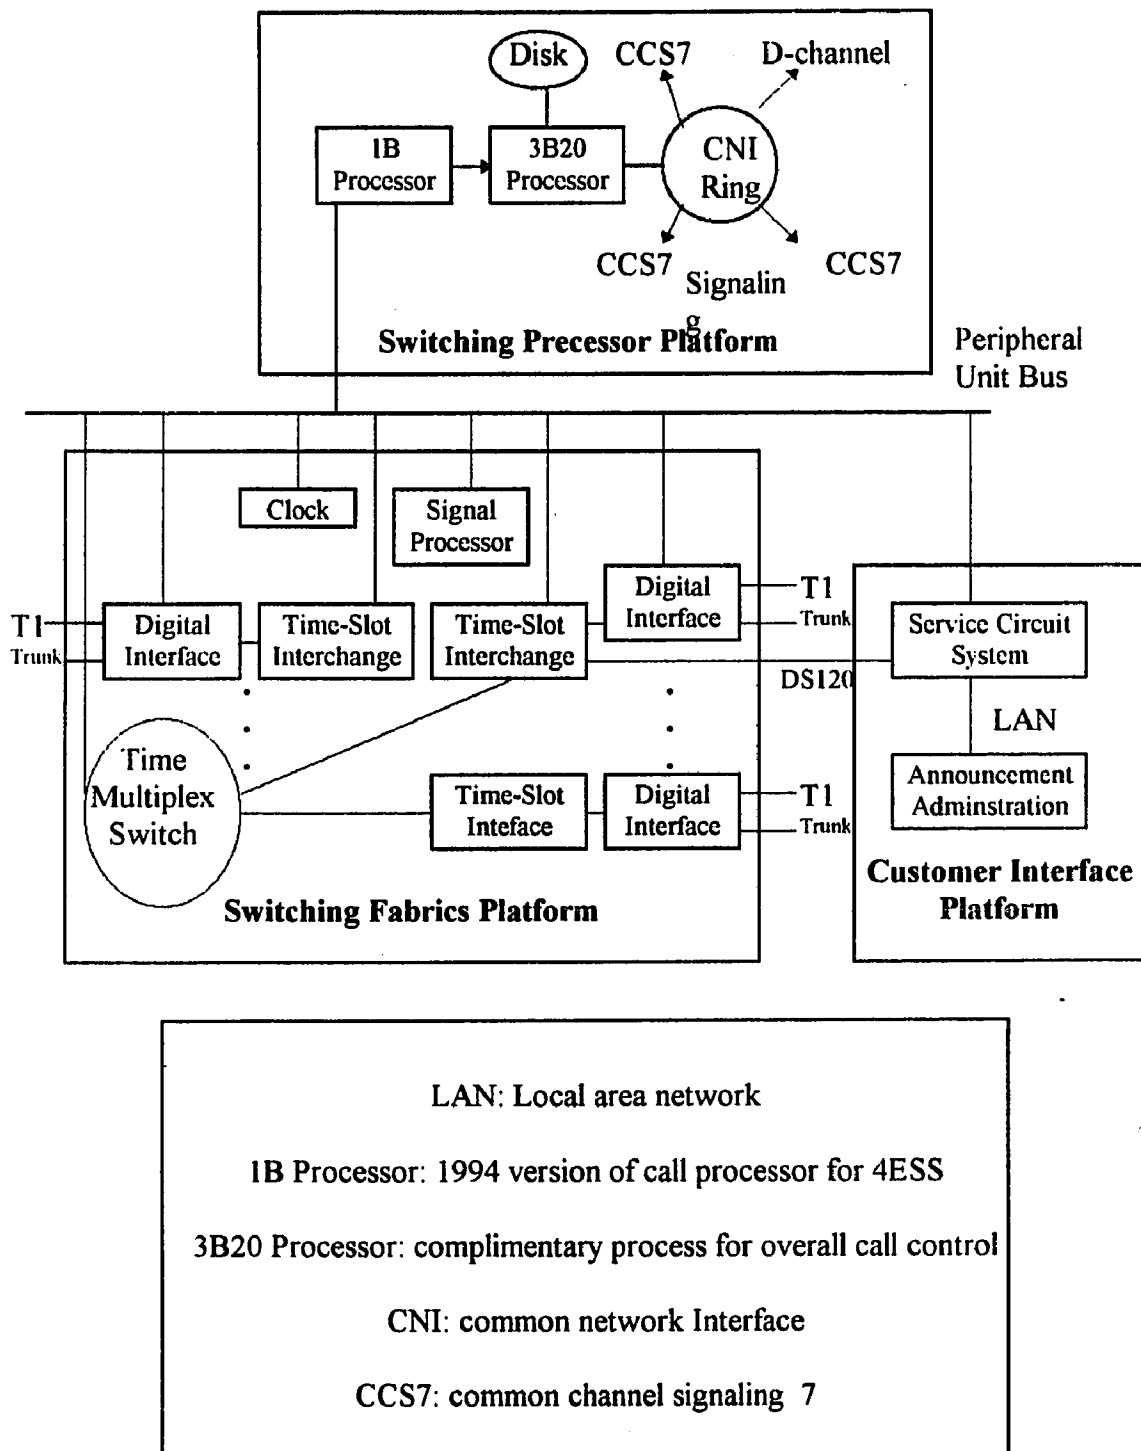 Disk
CCS7
D-channel
1B
Processor
3B20
Processor
CNI
Ring
CCS7
Signalin
g
CCS7
Switching Precessor Platform
Peripheral
Unit Bus
Clock
Signal
Processor
T1
Trunk
Digital
Interface
Time-Slot
Interchange
Time-Slot
Interchange
Digital
Interface
T1
Trunk
DS120
Service Circuit
System
LAN
Announcement
Adminstration
Customer Interface
Platform
Time
Multiplex
Switch
Time-Slot
Inteface
Digital
Interface
T1
Trunk
Switching Fabrics Platform
LAN: Local area network
1B Processor: 1994 version of call processor for 4ESS
3B20 Processor: complimentary process for overall call control
CNI: common network Interface
CCS7: common channel signaling 7